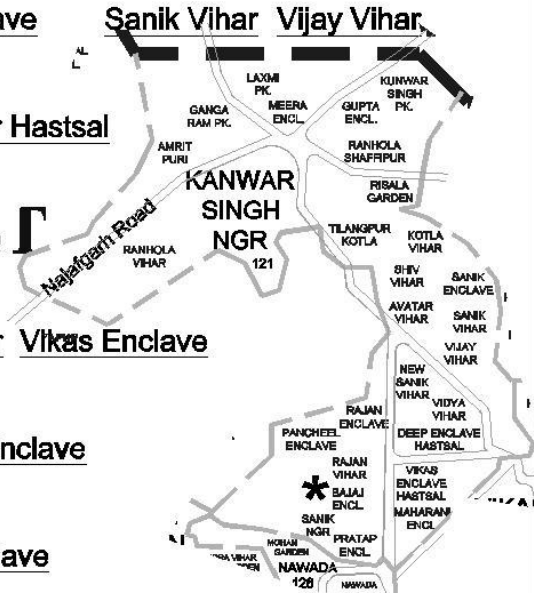 Sanik Vihar Vijay Vihar
LAXMI
PK.
KUNWAR
SINGH
PK.
GANGA
RAM PK.
MEERA
ENCL.
GUPTA
ENCL.
Hastsal
AMRIT
PURI
RANHOLA
SHAFFIPUR
KANWAR
SINGH
NGR
121
RISALA
GARDEN
Najafgarh Road
RANHOLA
VIHAR
TILANGPUR
KOTLA
KOTLA
VIHAR
SHIV
VIHAR
SANIK
ENCLAVE
AVATAR
VIHAR
SANIK
VIHAR
Vikas Enclave
VIJAY
VIHAR
NEW
SANIK
VIHAR
VIDYA
VIHAR
RAJAN
ENCLAVE
PANCHEEL
ENCLAVE
DEEP ENCLAVE
HASTSAL
RAJAN
VIHAR
VIKAS
ENCLAVE
HASTSAL
*
BAJAJ
ENCL.
MAHARANI
ENCL
SANIK
NGR
PRATAP
ENCL.
MOHAN
GARDEN
NAWADA
128
NAWADA